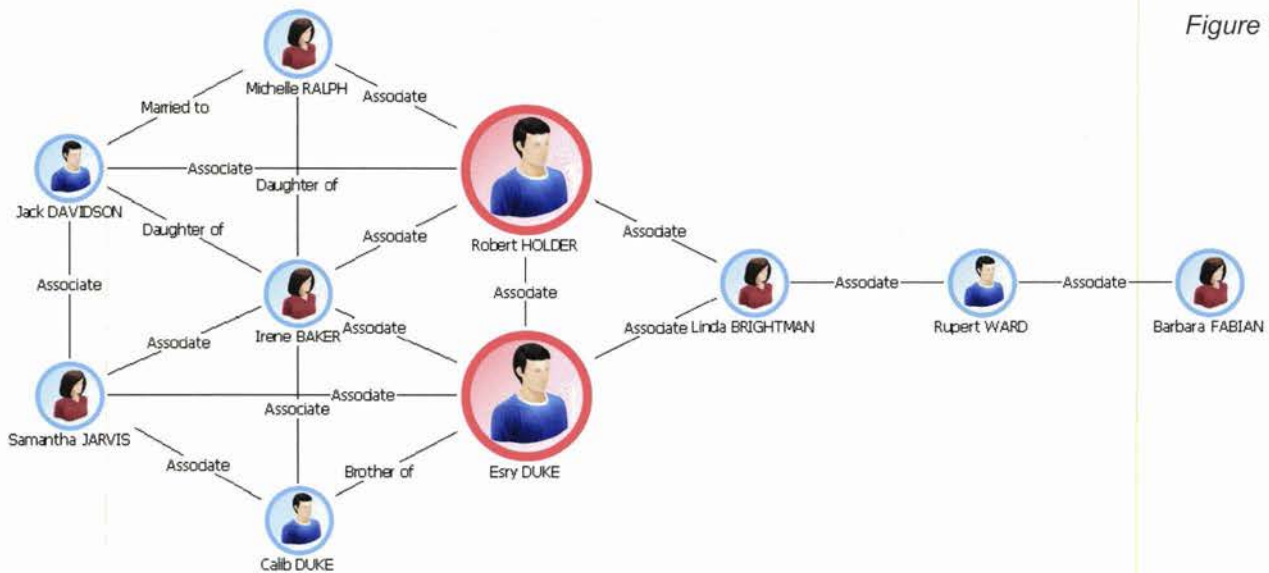 Figure
Michelle RALPH
Married to
Associate
Associate
Jack DAVIDSON
Daughter of
Daughter of
Robert HOLDER
Associate
Associate
Associate
Associate
Irene BAKER
Associate
Associate
Associate
Linda BRIGHTMAN
Associate
Rupert WARD
Associate
Barbara FABIAN
Associate
Associate
Samantha JARVIS
Associate
Brother of
Esry DUKE
Calib DUKE